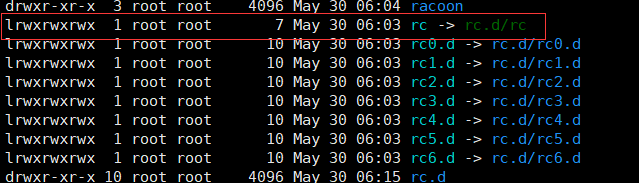 drwxr-xr-x  3 root root    4096 May 30 06:04 racoon
lrwxrwxrwx  1 root root       7 May 30 06:03 rc -> rc.d/rc
lrwxrwxrwx  1 root root      10 May 30 06:03 rc0.d -> rc.d/rc0.d
lrwxrwxrwx  1 root root      10 May 30 06:03 rc1.d -> rc.d/rc1.d
lrwxrwxrwx  1 root root      10 May 30 06:03 rc2.d -> rc.d/rc2.d
lrwxrwxrwx  1 root root      10 May 30 06:03 rc3.d -> rc.d/rc3.d
lrwxrwxrwx  1 root root      10 May 30 06:03 rc4.d -> rc.d/rc4.d
lrwxrwxrwx  1 root root      10 May 30 06:03 rc5.d -> rc.d/rc5.d
lrwxrwxrwx  1 root root      10 May 30 06:03 rc6.d -> rc.d/rc6.d
drwxr-xr-x 10 root root    4096 May 30 06:15 rc.d